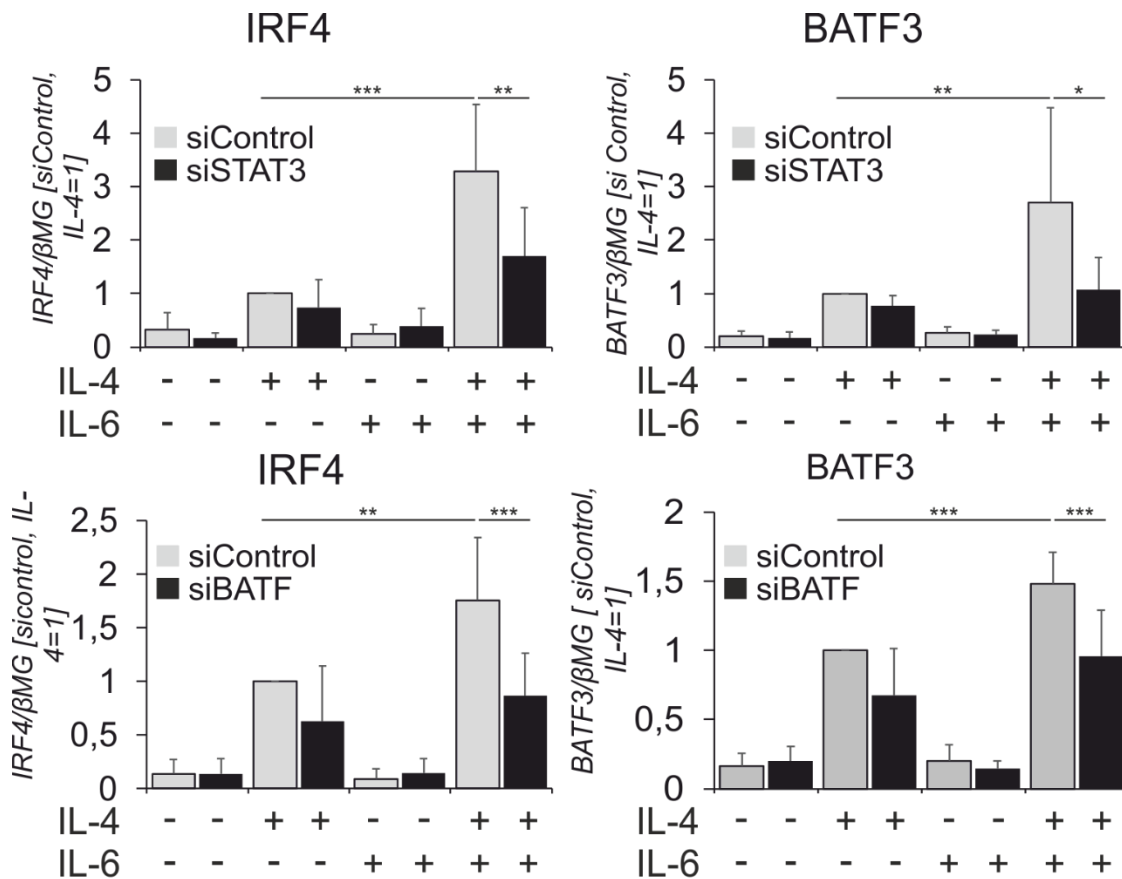 IRF4
IRF4/βMG [siControl,
IL-4=1]
5
4
3
2
1
0
siControl
siSTAT3
***
**
IL-4 - - + + - - + +
IL-6 - - - - + + + +
BATF3
BATF3/βMG [si Control,
IL-4=1]
5
4
3
2
1
0
siControl
siSTAT3
**
*
- - + + - - + +
- - - - + + + +
IRF4
IRF4/βMG [sicontrol, IL-
4=1]
2,5
2
1,5
1
0,5
0
siControl
siBATF
**
***
IL-4 - - + + - - + +
IL-6 - - - - + + + +
BATF3
BATF3/βMG [ siControl,
IL-4=1]
2
1,5
1
0,5
0
siControl
siBATF
***
***
IL-4 - - + + - - + +
IL-6 - - - - + + + +